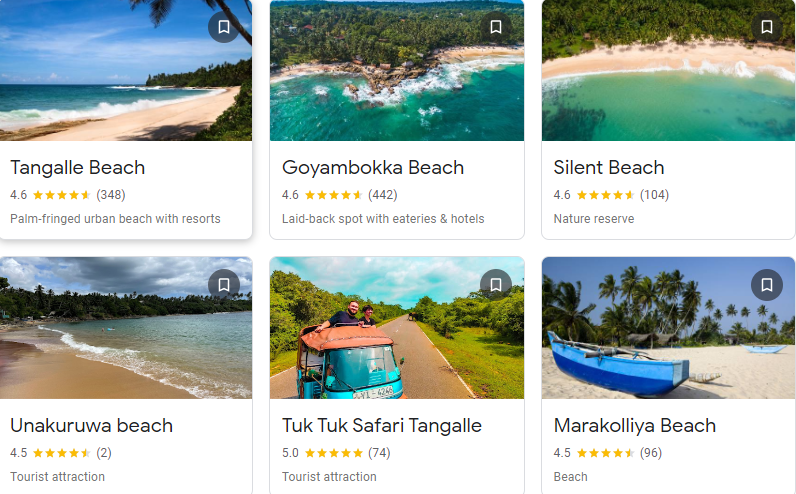 Tangalle Beach
4.6 (348)
Palm-fringed urban beach with resorts
Goyambokka Beach
4.6 (442)
Laid-back spot with eateries & hotels
Silent Beach
4.6 (104)
Nature reserve
Unakuruwa beach
4.5 (2)
Tourist attraction
Tuk Tuk Safari Tangalle
5.0 (74)
Tourist attraction
Marakolliya Beach
4.5 (96)
Beach